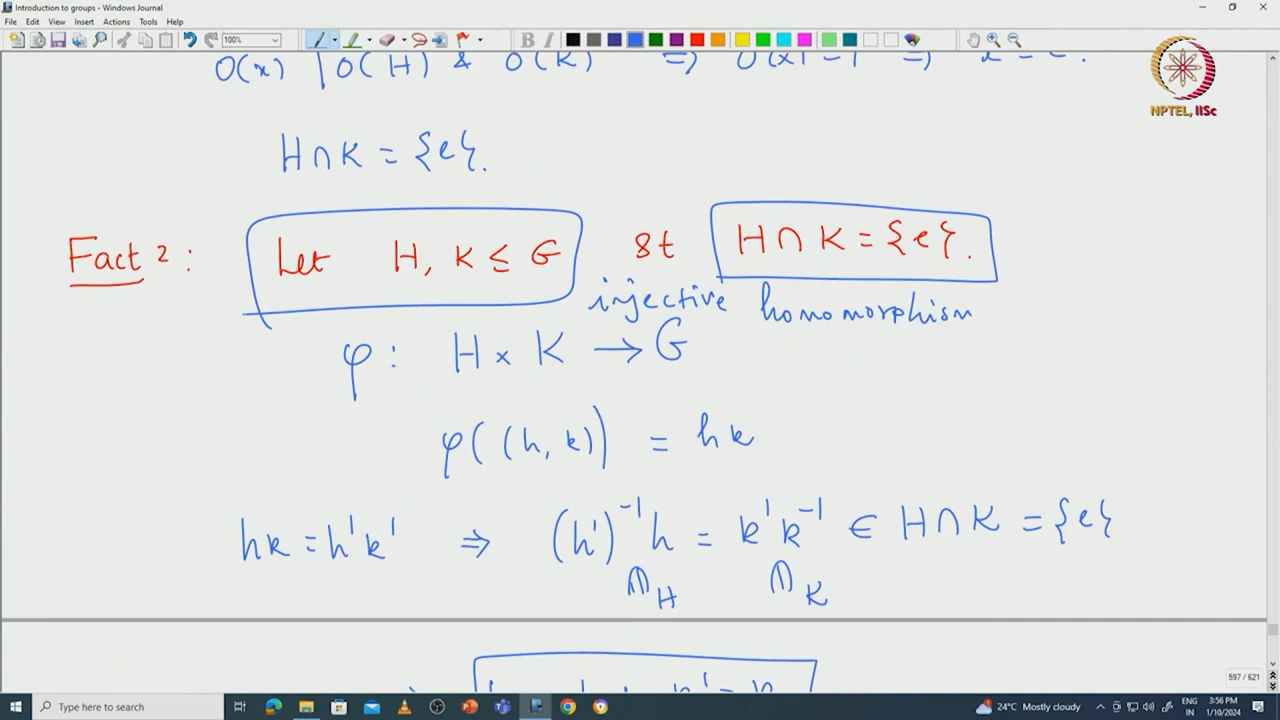 Introduction to groups - Windows Journal
File Edit View Insert Actions Tools Help
100%
B I
O(x) | O(H) & O(K) ⇒ O(x)=1 ⇒ x = e.
NPTEL, IISc
H∩K = {e}.
Fact 2: Let H, K ≤ G st H∩K = {e}.
injective homomorphism
φ: H × K → G
φ((h, k)) = hk
hk = h'k' ⇒ (h')⁻¹h = k'k⁻¹ ∈ H∩K = {e}
∈ H ∈ K
597 / 621
Type here to search
24°C Mostly cloudy
ENG
IN
3:56 PM
1/10/2024